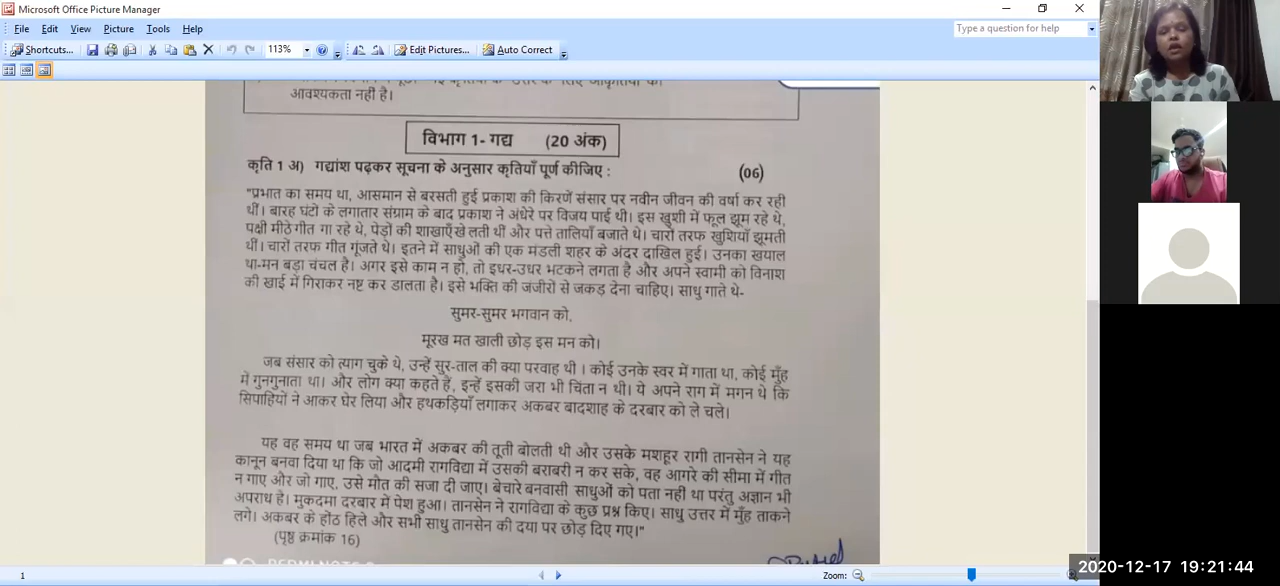 Microsoft Office Picture Manager
File Edit View Picture Tools Help
Type a question for help
Shortcuts... 113% Edit Pictures... Auto Correct
आवश्यकता नहीं है।
विभाग 1- गद्य (20 अंक)
कृति 1 अ) गद्यांश पढ़कर सूचना के अनुसार कृतियाँ पूर्ण कीजिए : (06)
"प्रभात का समय था, आसमान से बरसती हुई प्रकाश की किरणें संसार पर नवीन जीवन की वर्षा कर रही
थीं। बारह घंटों के लगातार संग्राम के बाद प्रकाश ने अंधेरे पर विजय पाई थी। इस खुशी में फूल झूम रहे थे,
पक्षी मीठे गीत गा रहे थे, पेड़ों की शाखाएँ खेलती थीं और पत्ते तालियाँ बजाते थे। चारों तरफ खुशियाँ झूमती
थीं। चारों तरफ गीत गूंजते थे। इतने में साधुओं की एक मंडली शहर के अंदर दाखिल हुई। उनका खयाल
था-मन बड़ा चंचल है। अगर इसे काम न हो, तो इधर-उधर भटकने लगता है और अपने स्वामी को विनाश
की खाई में गिराकर नष्ट कर डालता है। इसे भक्ति की जंजीरों से जकड़ देना चाहिए। साधु गाते थे-
सुमर-सुमर भगवान को,
मूरख मत खाली छोड़ इस मन को।
जब संसार को त्याग चुके थे, उन्हें सुर-ताल की क्या परवाह थी । कोई उनके स्वर में गाता था, कोई मुँह
में गुनगुनाता था। और लोग क्या कहते हैं, इन्हें इसकी जरा भी चिंता न थी। ये अपने राग में मगन थे कि
सिपाहियों ने आकर घेर लिया और हथकड़ियाँ लगाकर अकबर बादशाह के दरबार को ले चले।
यह वह समय था जब भारत में अकबर की तूती बोलती थी और उसके मशहूर रागी तानसेन ने यह
कानून बनवा दिया था कि जो आदमी रागविद्या में उसकी बराबरी न कर सके, वह आगरे की सीमा में गीत
न गाए और जो गाए, उसे मौत की सजा दी जाए। बेचारे बनवासी साधुओं को पता नहीं था परंतु अज्ञान भी
अपराध है। मुकदमा दरबार में पेश हुआ। तानसेन ने रागविद्या के कुछ प्रश्न किए। साधु उत्तर में मुँह ताकने
लगे। अकबर के होंठ हिले और सभी साधु तानसेन की दया पर छोड़ दिए गए।"
(पृष्ठ क्रमांक 16)
1 Zoom:
2020-12-17 19:21:44